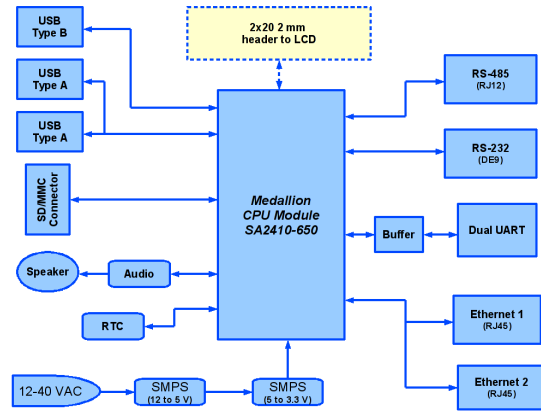 USB
Type B
2x20 2 mm
header to LCD
USB
Type A
RS-485
(RJ12)
USB
Type A
RS-232
(DE9)
SD/MMC
Connector
Medallion
CPU Module
SA2410-650
Buffer
Dual UART
Speaker
Audio
RTC
Ethernet 1
(RJ45)
12-40 VAC
SMPS
(12 to 5 V)
SMPS
(5 to 3.3 V)
Ethernet 2
(RJ45)